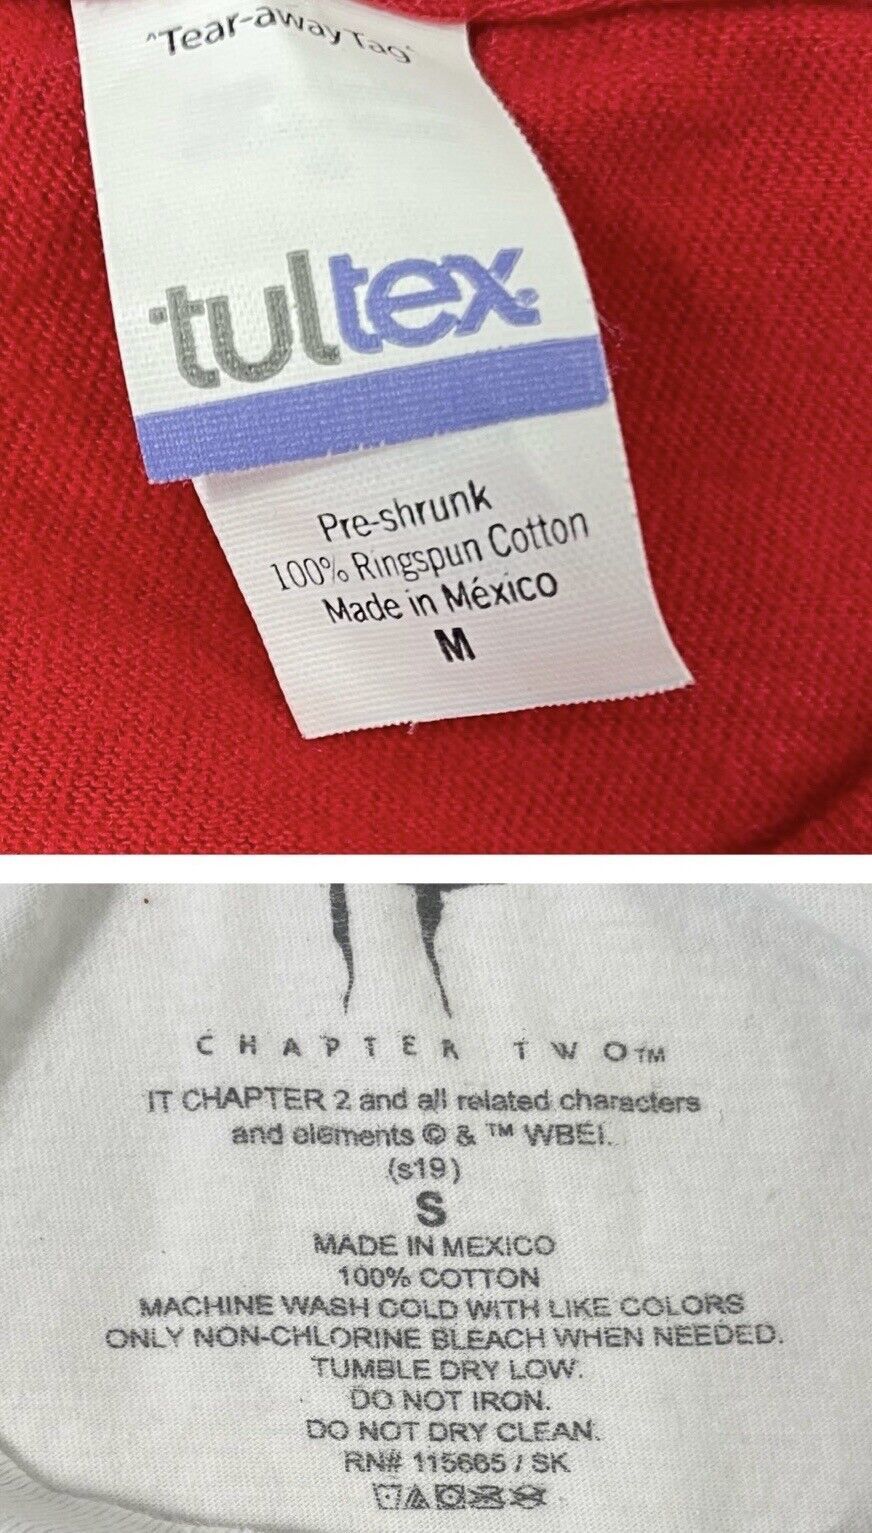 "Tear-away Tag"
tultex®
Pre-shrunk
100% Ringspun Cotton
Made in México
M
CHAPTER TWO™
IT CHAPTER 2 and all related characters
and elements © & ™ WBEI.
(s19)
S
MADE IN MEXICO
100% COTTON
MACHINE WASH COLD WITH LIKE COLORS
ONLY NON-CHLORINE BLEACH WHEN NEEDED.
TUMBLE DRY LOW.
DO NOT IRON.
DO NOT DRY CLEAN.
RN# 115665 / SK